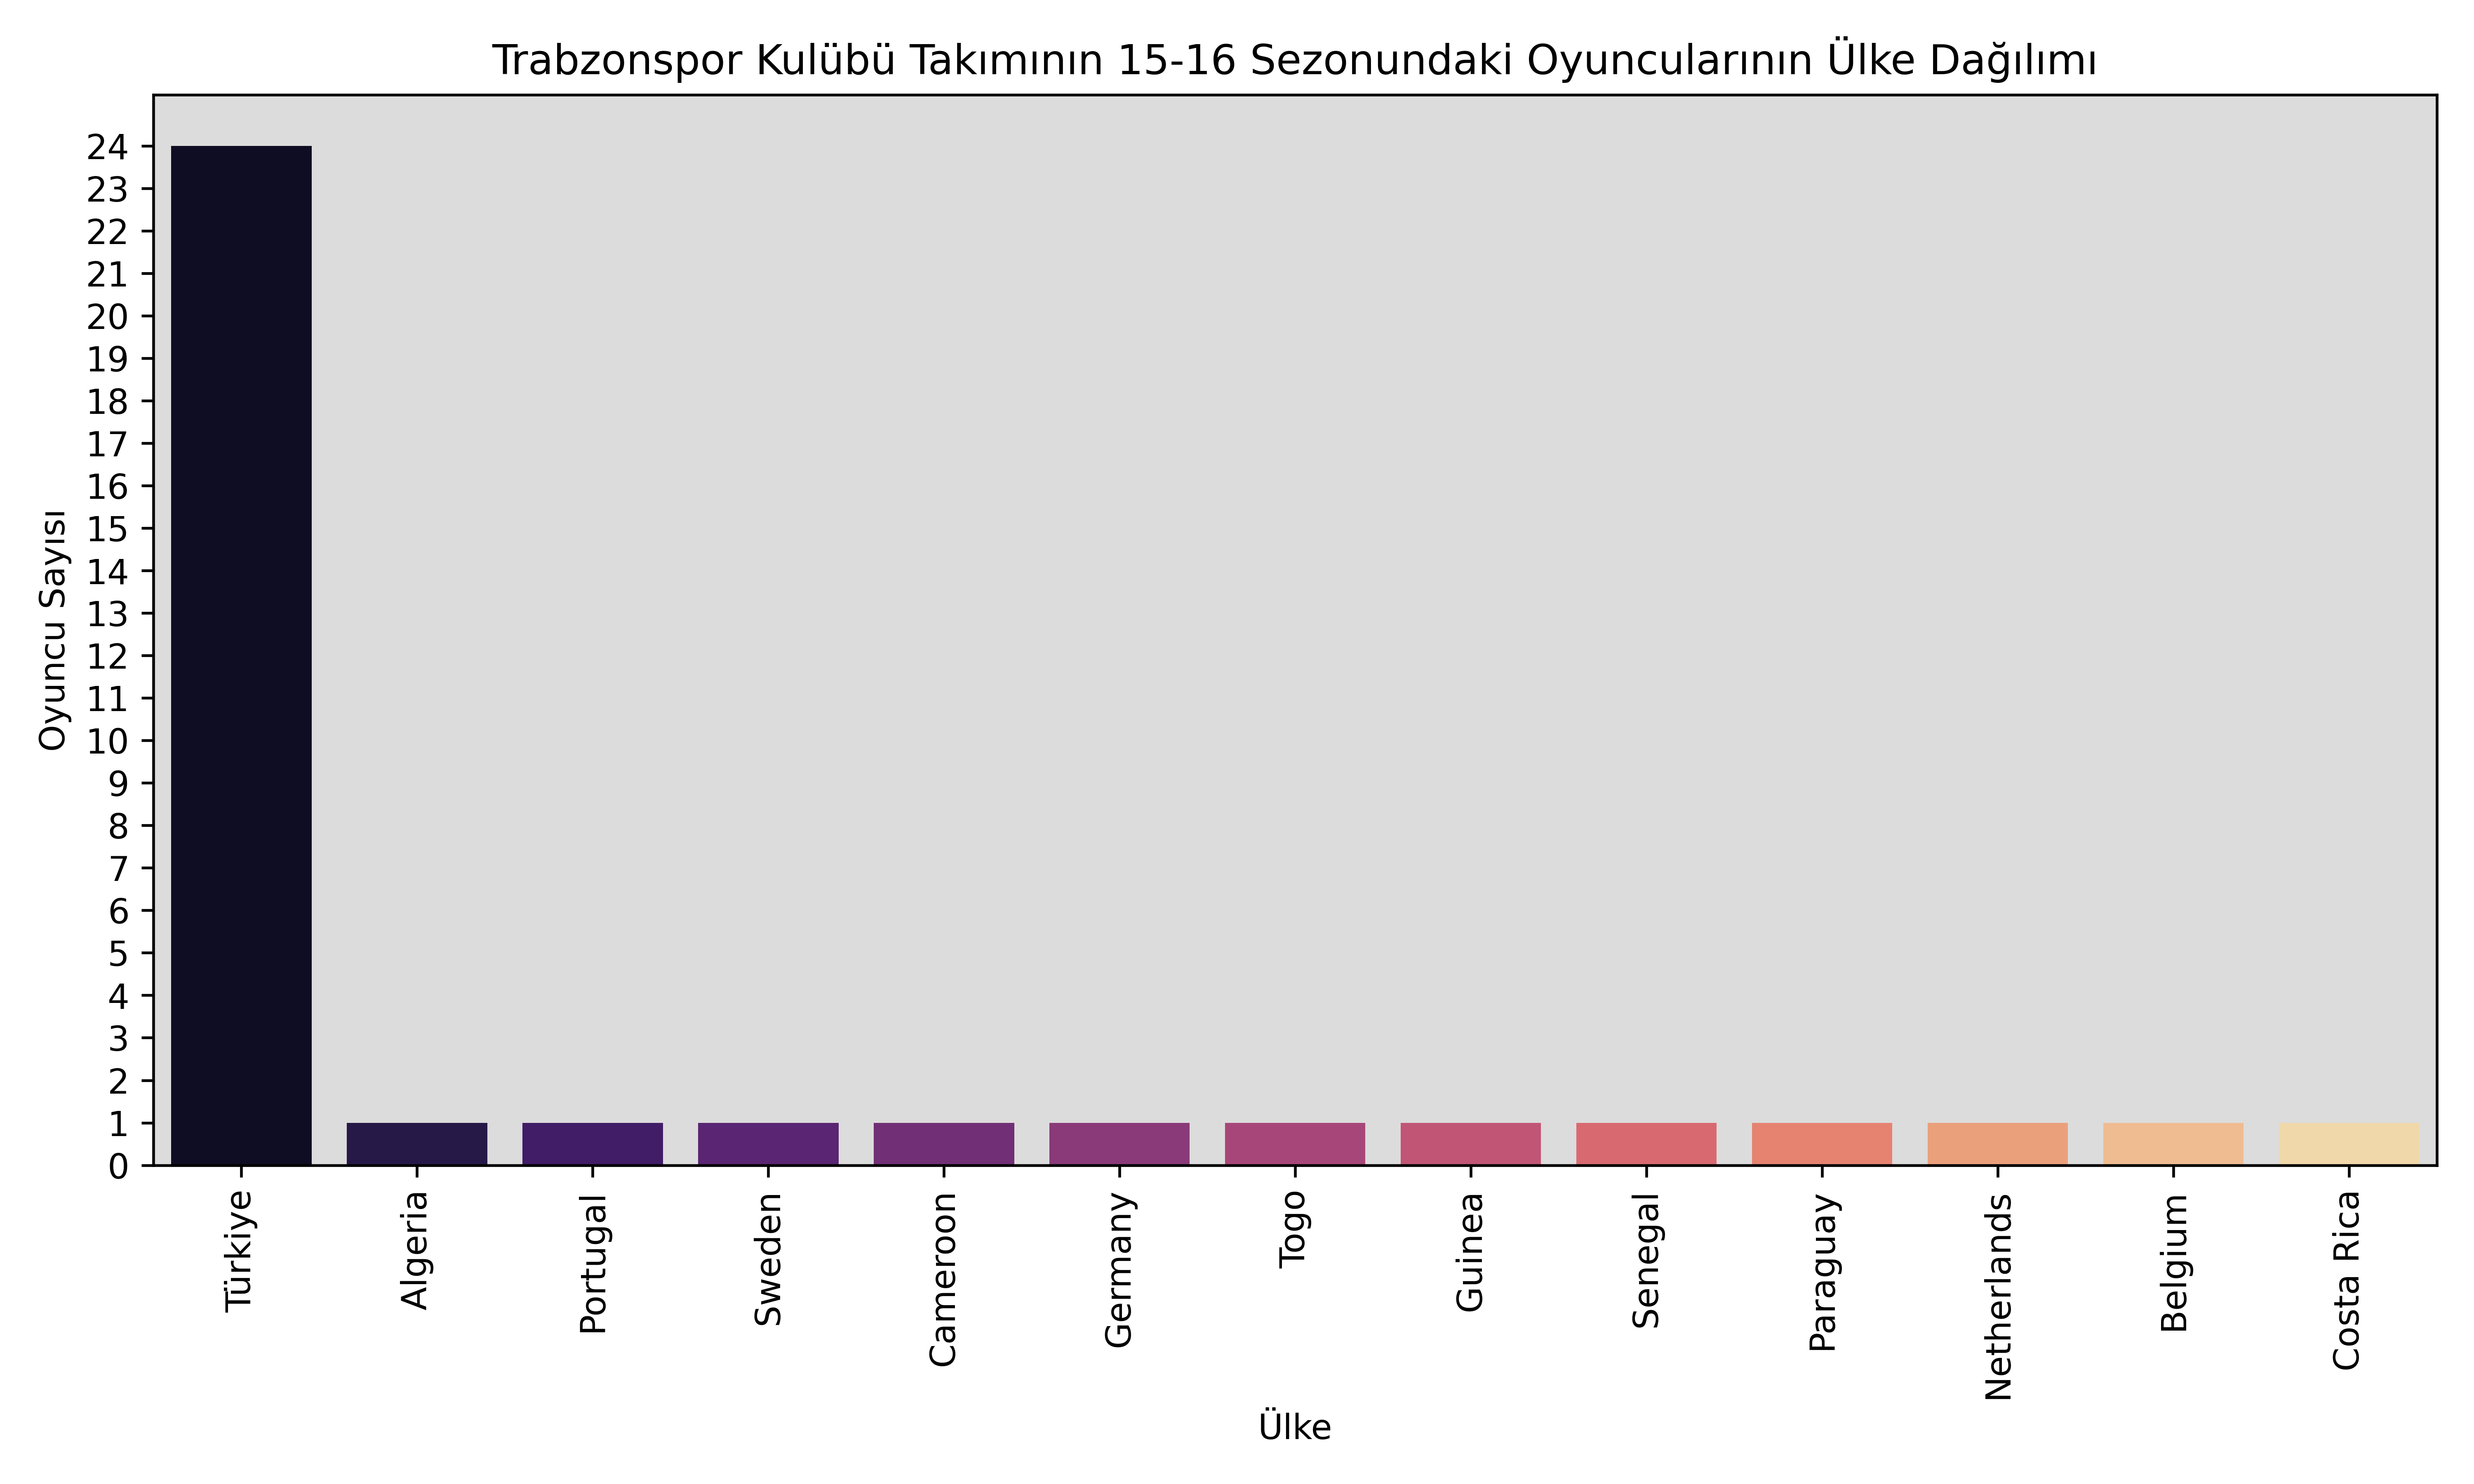 Trabzonspor Kulübü Takımının 15-16 Sezonundaki Oyuncularının Ülke Dağılımı
Oyuncu Sayısı
24
23
22
21
20
19
18
17
16
15
14
13
12
11
10
9
8
7
6
5
4
3
2
1
0
Türkiye
Algeria
Portugal
Sweden
Cameroon
Germany
Togo
Guinea
Senegal
Paraguay
Netherlands
Belgium
Costa Rica
Ülke